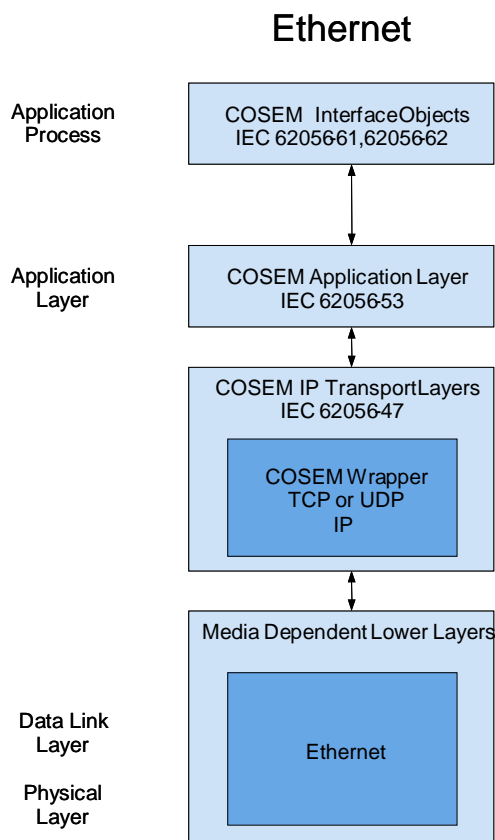 Ethernet
Application
Process
COSEM InterfaceObjects
IEC 62056-61,62056-62
Application
Layer
COSEM Application Layer
IEC 62056-53
COSEM IP TransportLayers
IEC 62056-47
COSEM Wrapper
TCP or UDP
IP
Media Dependent Lower Layers
Data Link
Layer
Ethernet
Physical
Layer